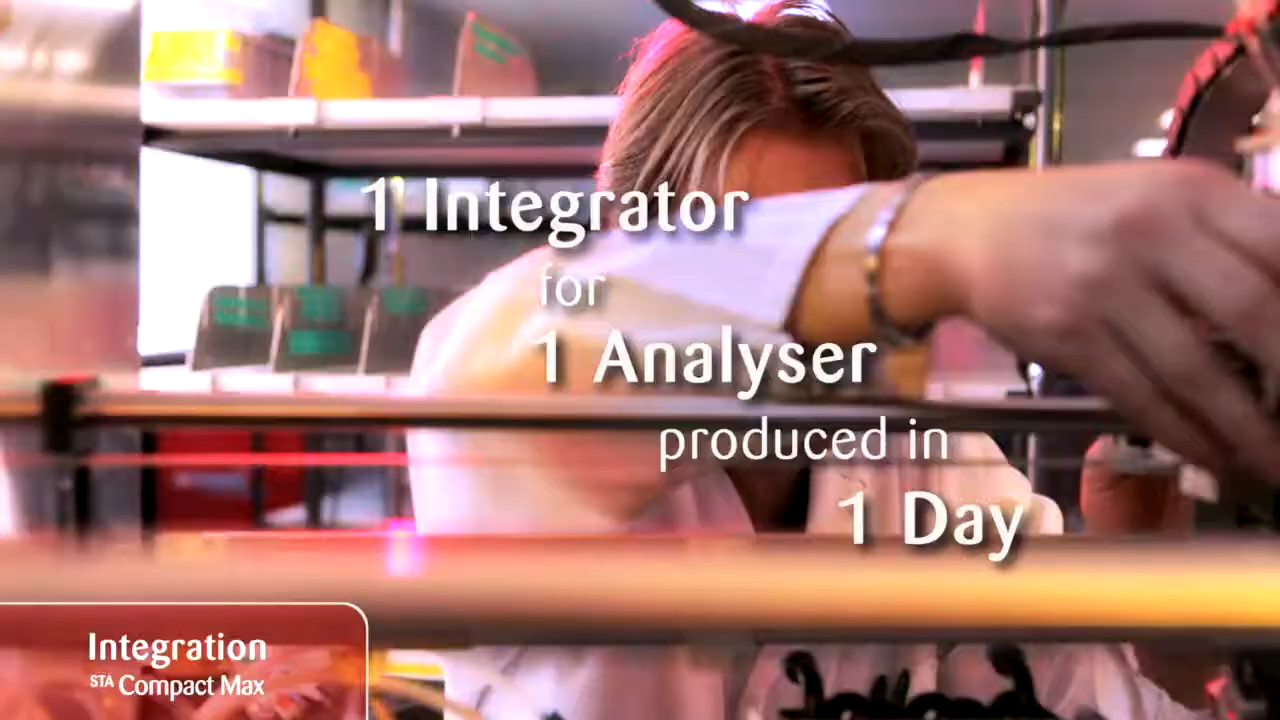 1 Integrator
for
1 Analyser
produced in
1 Day
Integration
STA Compact Max